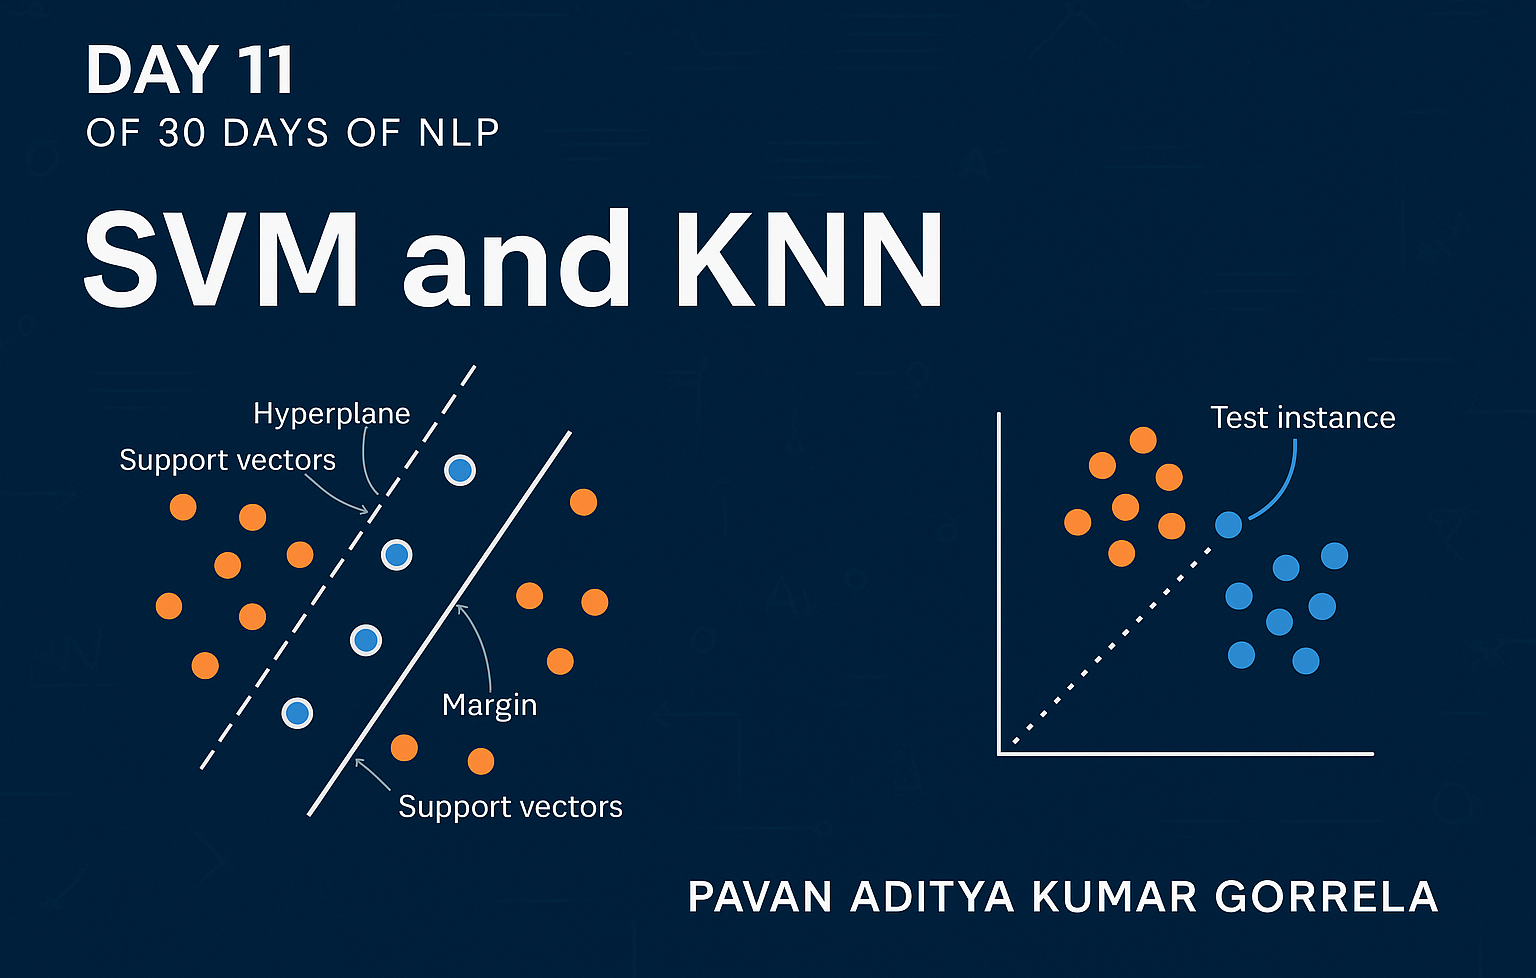 DAY 11
OF 30 DAYS OF NLP
SVM and KNN
Hyperplane
Support vectors
Margin
Support vectors
Test instance
PAVAN ADITYA KUMAR GORRELA